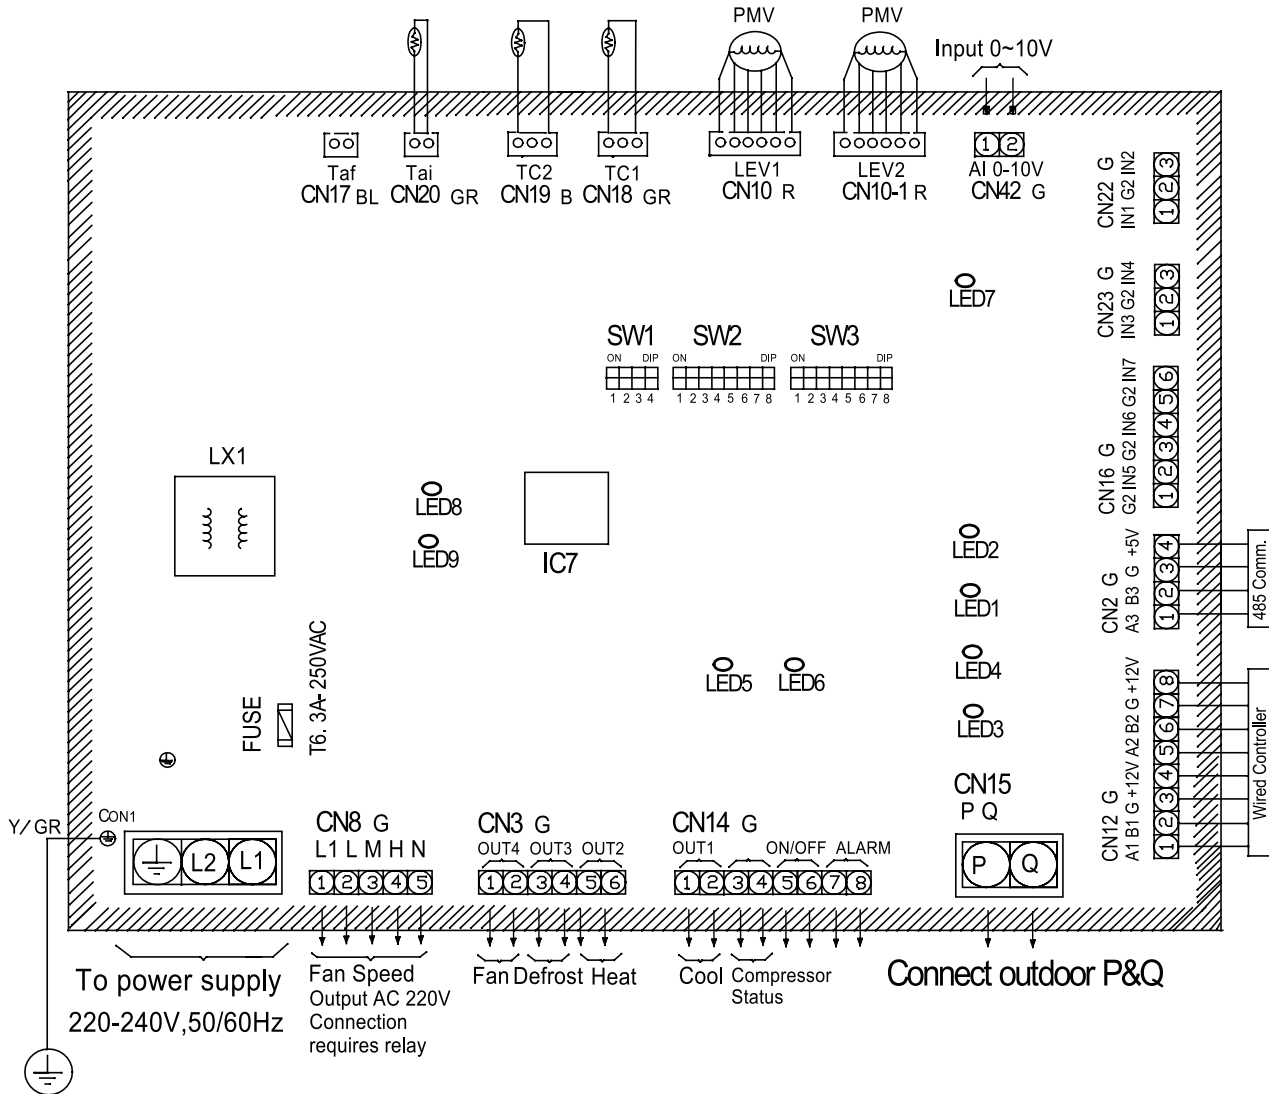 PMV PMV
Input 0~10V
Taf Tai TC2 TC1 LEV1 LEV2 AI 0-10V
CN17 BL CN20 GR CN19 B CN18 GR CN10 R CN10-1 R CN42 G
1 2
CN22 G
IN1 G2 IN2
1 2 3
CN23 G
IN3 G2 IN4
1 2 3
LED7
SW1 SW2 SW3
ON DIP ON DIP ON DIP
1 2 3 4 1 2 3 4 5 6 7 8 1 2 3 4 5 6 7 8
CN16 G
G2 IN5 G2 IN6 G2 IN7
1 2 3 4 5 6
LX1
LED8
LED9
IC7
LED2
LED1
CN2 G
A3 B3 G +5V
1 2 3 4
485 Comm.
LED5 LED6
LED4
LED3
FUSE
T6. 3A- 250VAC
CN12 G
A1 B1 G +12V A2 B2 G +12V
1 2 3 4 5 6 7 8
Wired Controller
Y/GR
CON1
L2 L1
CN8 G
L1 L M H N
1 2 3 4 5
CN3 G
OUT4 OUT3 OUT2
1 2 3 4 5 6
CN14 G
OUT1 ON/OFF ALARM
1 2 3 4 5 6 7 8
CN15
P Q
P Q
To power supply
220-240V,50/60Hz
Fan Speed
Output AC 220V
Connection
requires relay
Fan Defrost Heat
Cool Compressor
Status
Connect outdoor P&Q